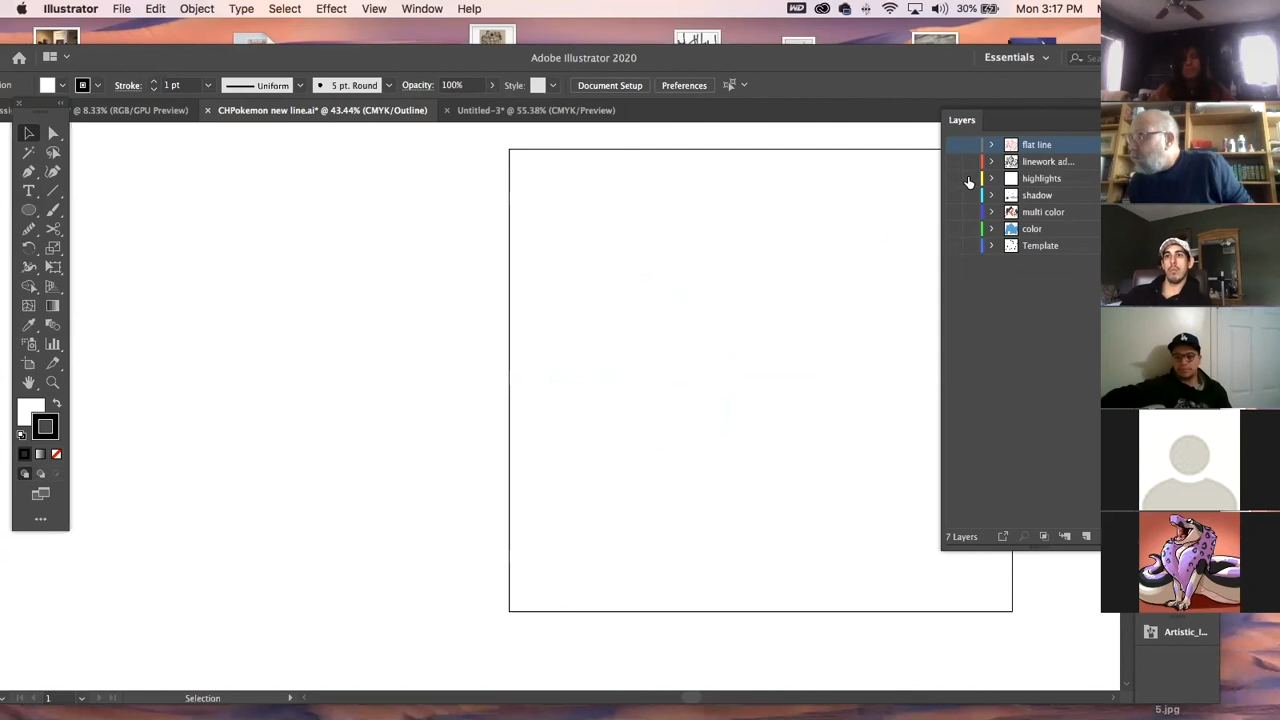 Illustrator File Edit Object Type Select Effect View Window Help
30% Mon 3:17 PM
Adobe Illustrator 2020
Essentials
Stroke: 1 pt Uniform 5 pt. Round Opacity: 100% Style: Document Setup Preferences
@ 8.33% (RGB/GPU Preview) × CHPokemon new line.ai* @ 43.44% (CMYK/Outline) × Untitled-3* @ 55.38% (CMYK/Preview)
Layers
flat line
linework ad...
highlights
shadow
multi color
color
Template
7 Layers
Artistic_I...
1 Selection
5.jpg